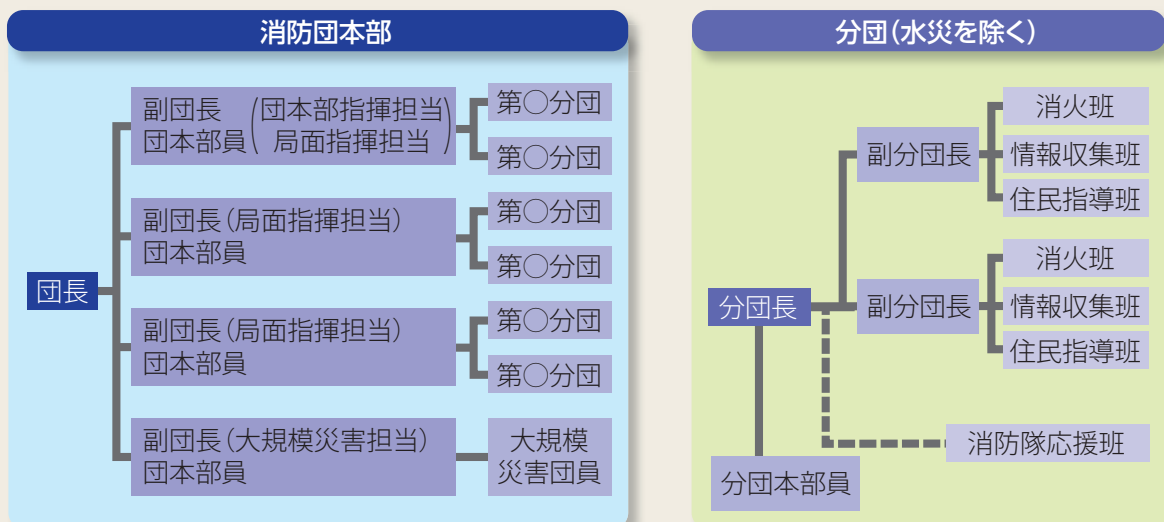 消防団本部
団長
副団長
団本部員
(団本部指揮担当
局面指揮担当)
第○分団
第○分団
副団長(局面指揮担当)
団本部員
第○分団
第○分団
副団長(局面指揮担当)
団本部員
第○分団
第○分団
副団長(大規模災害担当)
団本部員
大規模
災害団員
分団(水災を除く)
分団長
副分団長
消火班
情報収集班
住民指導班
副分団長
消火班
情報収集班
住民指導班
消防隊応援班
分団本部員